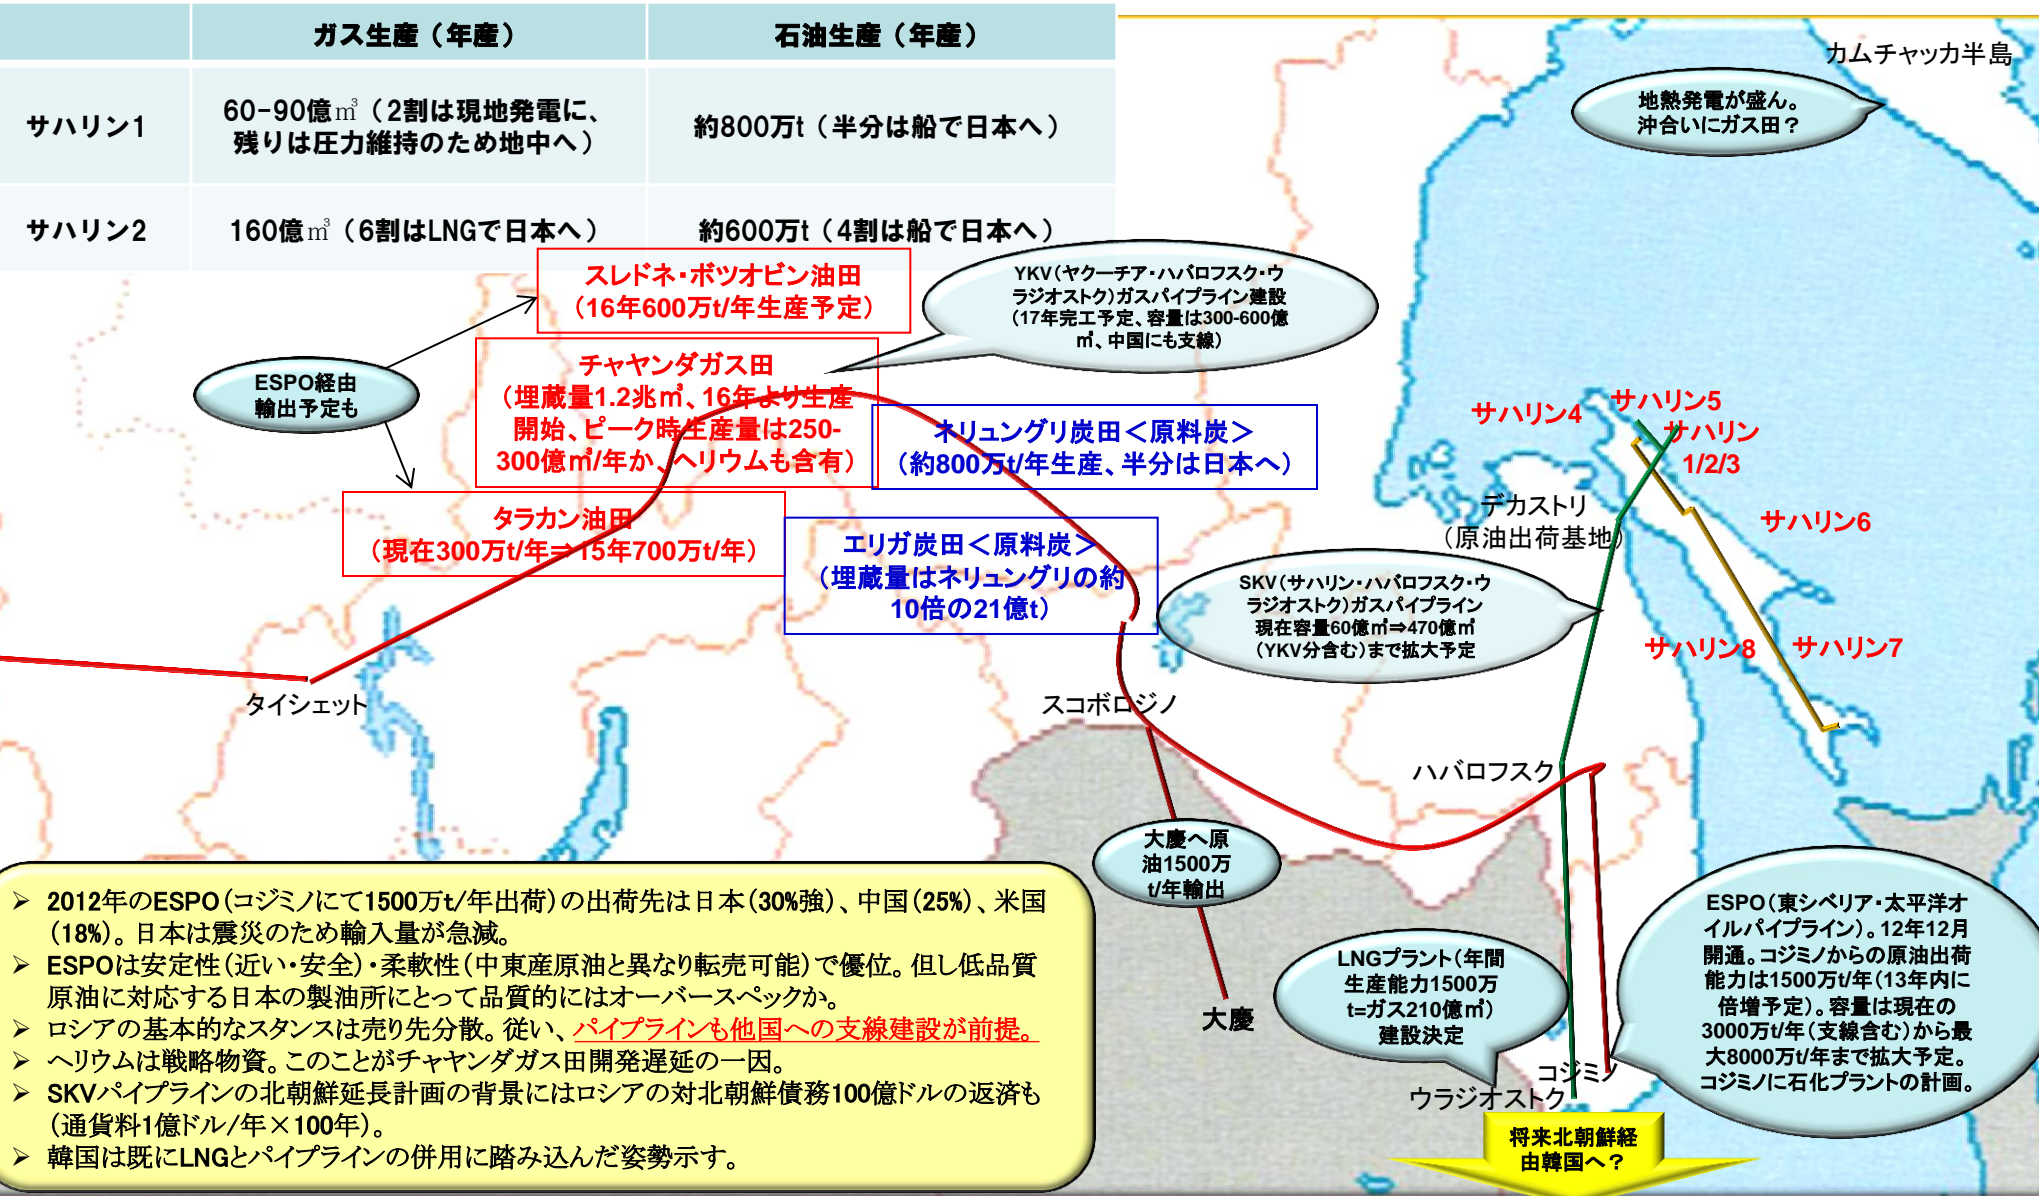 ガス生産（年産）
石油生産（年産）
サハリン1
60-90億㎥（2割は現地発電に、
残りは圧力維持のため地中へ）
約800万t（半分は船で日本へ）
サハリン2
160億㎥（6割はLNGで日本へ）
約600万t（4割は船で日本へ）
カムチャッカ半島
地熱発電が盛ん。
沖合いにガス田？
スレドネ・ボツオビン油田
（16年600万t/年生産予定）
YKV（ヤクーチア・ハバロフスク・ウ
ラジオストク）ガスパイプライン建設
（17年完工予定、容量は300-600億
㎥、中国にも支線）
ESPO経由
輸出予定も
チャヤンダガス田
（埋蔵量1.2兆㎥、16年より生産
開始、ピーク時生産量は250-
300億㎥/年か、ヘリウムも含有）
ネリュングリ炭田＜原料炭＞
（約800万t/年生産、半分は日本へ）
タラカン油田
（現在300万t/年⇒15年700万t/年）
エリガ炭田＜原料炭＞
（埋蔵量はネリュングリの約
10倍の21億t）
サハリン4
サハリン5
サハリン
1/2/3
デカストリ
（原油出荷基地）
サハリン6
SKV（サハリン・ハバロフスク・ウ
ラジオストク）ガスパイプライン
現在容量60億㎥⇒470億㎥
（YKV分含む）まで拡大予定
サハリン8
サハリン7
タイシェット
スコボロジノ
ハバロフスク
大慶へ原
油1500万
t/年輸出
大慶
LNGプラント（年間
生産能力1500万
t=ガス210億㎥）
建設決定
ESPO（東シベリア・太平洋オ
イルパイプライン）。12年12月
開通。コジミノからの原油出荷
能力は1500万t/年（13年内に
倍増予定）。容量は現在の
3000万t/年（支線含む）から最
大8000万t/年まで拡大予定。
コジミノに石化プラントの計画。
コジミノ
ウラジオストク
将来北朝鮮経
由韓国へ？
➢ 2012年のESPO（コジミノにて1500万t/年出荷）の出荷先は日本（30%強）、中国（25%）、米国
（18%）。日本は震災のため輸入量が急減。
➢ ESPOは安定性（近い・安全）・柔軟性（中東産原油と異なり転売可能）で優位。但し低品質
原油に対応する日本の製油所にとって品質的にはオーバースペックか。
➢ ロシアの基本的なスタンスは売り先分散。従い、パイプラインも他国への支線建設が前提。
➢ ヘリウムは戦略物資。このことがチャヤンダガス田開発遅延の一因。
➢ SKVパイプラインの北朝鮮延長計画の背景にはロシアの対北朝鮮債務100億ドルの返済も
（通貨料1億ドル/年×100年）。
➢ 韓国は既にLNGとパイプラインの併用に踏み込んだ姿勢示す。